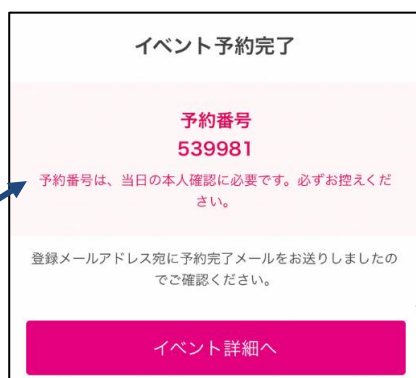 イベント予約完了
予約番号
539981
予約番号は、当日の本人確認に必要です。必ずお控えくだ
さい。
登録メールアドレス宛に予約完了メールをお送りしましたの
でご確認ください。
イベント詳細へ